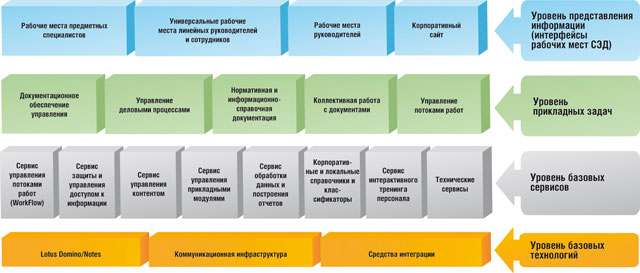 Рабочие места предметных
специалистов
Универсальные рабочие
места линейных руководителей
и сотрудников
Рабочие места
руководителей
Корпоративный
сайт
Уровень представления
информации
(интерфейсы
рабочих мест СЭД)
Документационное
обеспечение
управления
Управление
деловыми процессами
Нормативная и
информационно-
справочная
документация
Коллективная работа
с документами
Управление
потоками работ
Уровень
прикладных задач
Сервис
управления
потоками
работ
(WorkFlow)
Сервис
защиты и
управления
доступом к
информации
Сервис
управления
контентом
Сервис
управления
прикладными
модулями
Сервис
обработки
данных и
построения
отчетов
Корпоратив-
ные и локальные
справочники и
клас-
сификаторы
Сервис
интерактивного
тренинга
персонала
Технические
сервисы
Уровень базовых
сервисов
Lotus Domino/Notes
Коммуникационная инфраструктура
Средства интеграции
Уровень базовых
технологий